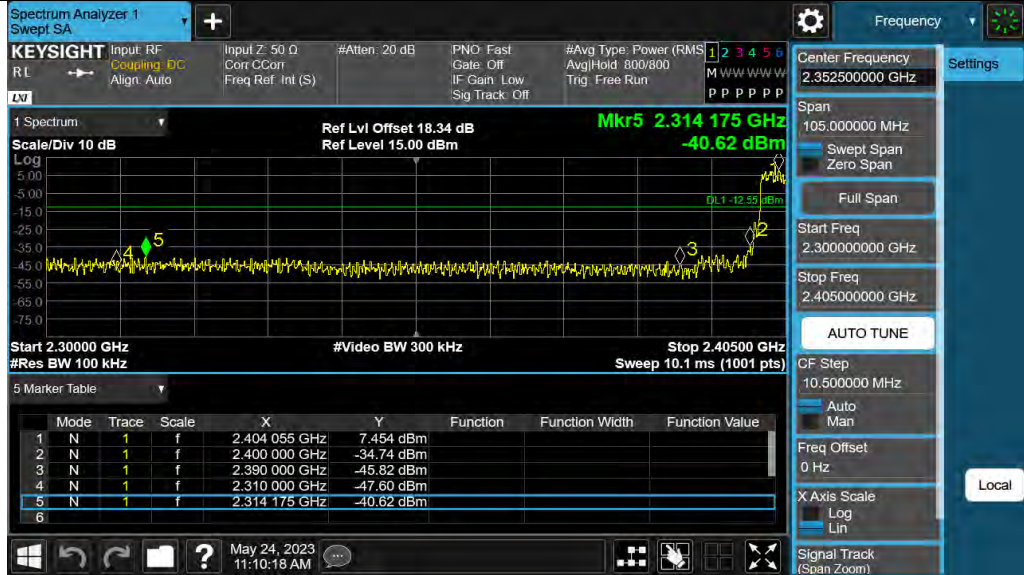 Spectrum Analyzer 1
Swept SA
+
Frequency
KEYSIGHT
RL
LXI
Input: RF
Coupling: DC
Align: Auto
Input Z: 50 Ω
Corr CCorr
Freq Ref: Int (S)
#Atten: 20 dB
PNO: Fast
Gate: Off
IF Gain: Low
Sig Track: Off
#Avg Type: Power (RMS
Avg|Hold: 800/800
Trig: Free Run
1 2 3 4 5 6
M W W W W W
P P P P P P
1 Spectrum
Scale/Div 10 dB
Ref Lvl Offset 18.34 dB
Ref Level 15.00 dBm
Mkr5 2.314 175 GHz
-40.62 dBm
Log
5.00
-5.00
-15.0
-25.0
-35.0
-45.0
-55.0
-65.0
-75.0
DL1 -12.55 dBm
1
2
3
4
5
Start 2.30000 GHz
#Res BW 100 kHz
#Video BW 300 kHz
Stop 2.40500 GHz
Sweep 10.1 ms (1001 pts)
5 Marker Table
Mode Trace Scale X Y Function Function Width Function Value
1 N 1 f 2.404 055 GHz 7.454 dBm
2 N 1 f 2.400 000 GHz -34.74 dBm
3 N 1 f 2.390 000 GHz -45.82 dBm
4 N 1 f 2.310 000 GHz -47.60 dBm
5 N 1 f 2.314 175 GHz -40.62 dBm
6
Center Frequency
2.352500000 GHz
Settings
Span
105.000000 MHz
Swept Span
Zero Span
Full Span
Start Freq
2.300000000 GHz
Stop Freq
2.405000000 GHz
AUTO TUNE
CF Step
10.500000 MHz
Auto
Man
Freq Offset
0 Hz
X Axis Scale
Log
Lin
Local
Signal Track
(Span Zoom)
?
May 24, 2023
11:10:18 AM